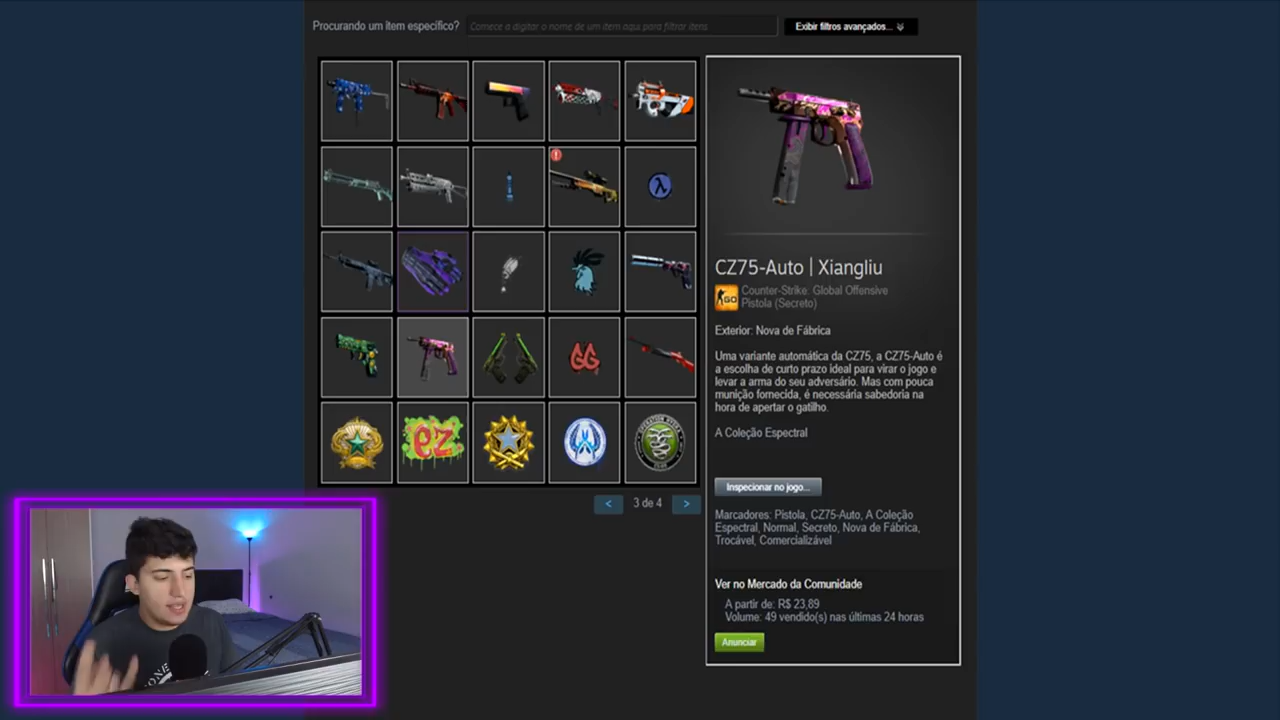 Procurando um item específico?
Comece a digitar o nome de um item aqui para filtrar itens
Exibir filtros avançados...
CZ75-Auto | Xiangliu
GO
Counter-Strike: Global Offensive
Pistola (Secreto)
Exterior: Nova de Fábrica
Uma variante automática da CZ75, a CZ75-Auto é
a escolha de curto prazo ideal para virar o jogo e
levar a arma do seu adversário. Mas com pouca
munição fornecida, é necessária sabedoria na
hora de apertar o gatilho.
A Coleção Espectral
!
λ
GG
ez
< 3 de 4 >
Inspecionar no jogo...
Marcadores: Pistola, CZ75-Auto, A Coleção
Espectral, Normal, Secreto, Nova de Fábrica,
Trocável, Comercializável
Ver no Mercado da Comunidade
A partir de: R$ 23,89
Volume: 49 vendido(s) nas últimas 24 horas
Anunciar